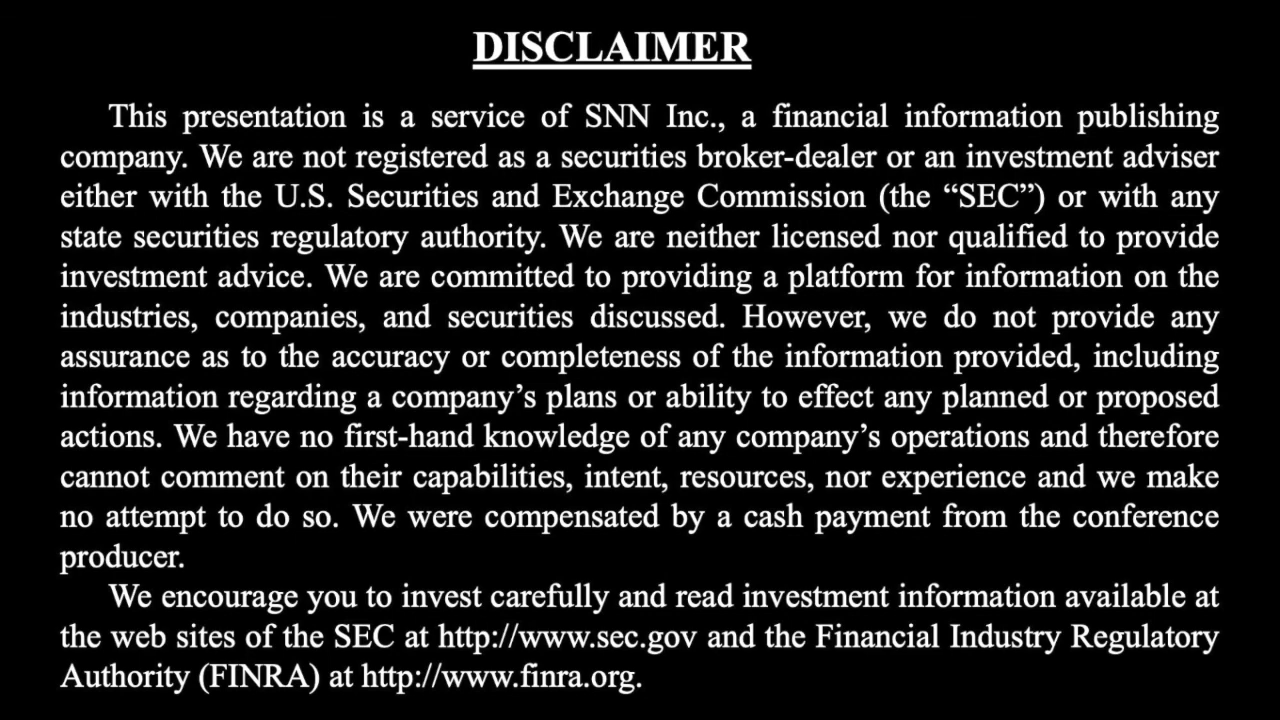 DISCLAIMER
This presentation is a service of SNN Inc., a financial information publishing
company. We are not registered as a securities broker-dealer or an investment adviser
either with the U.S. Securities and Exchange Commission (the “SEC”) or with any
state securities regulatory authority. We are neither licensed nor qualified to provide
investment advice. We are committed to providing a platform for information on the
industries, companies, and securities discussed. However, we do not provide any
assurance as to the accuracy or completeness of the information provided, including
information regarding a company’s plans or ability to effect any planned or proposed
actions. We have no first-hand knowledge of any company’s operations and therefore
cannot comment on their capabilities, intent, resources, nor experience and we make
no attempt to do so. We were compensated by a cash payment from the conference
producer.
We encourage you to invest carefully and read investment information available at
the web sites of the SEC at http://www.sec.gov and the Financial Industry Regulatory
Authority (FINRA) at http://www.finra.org.